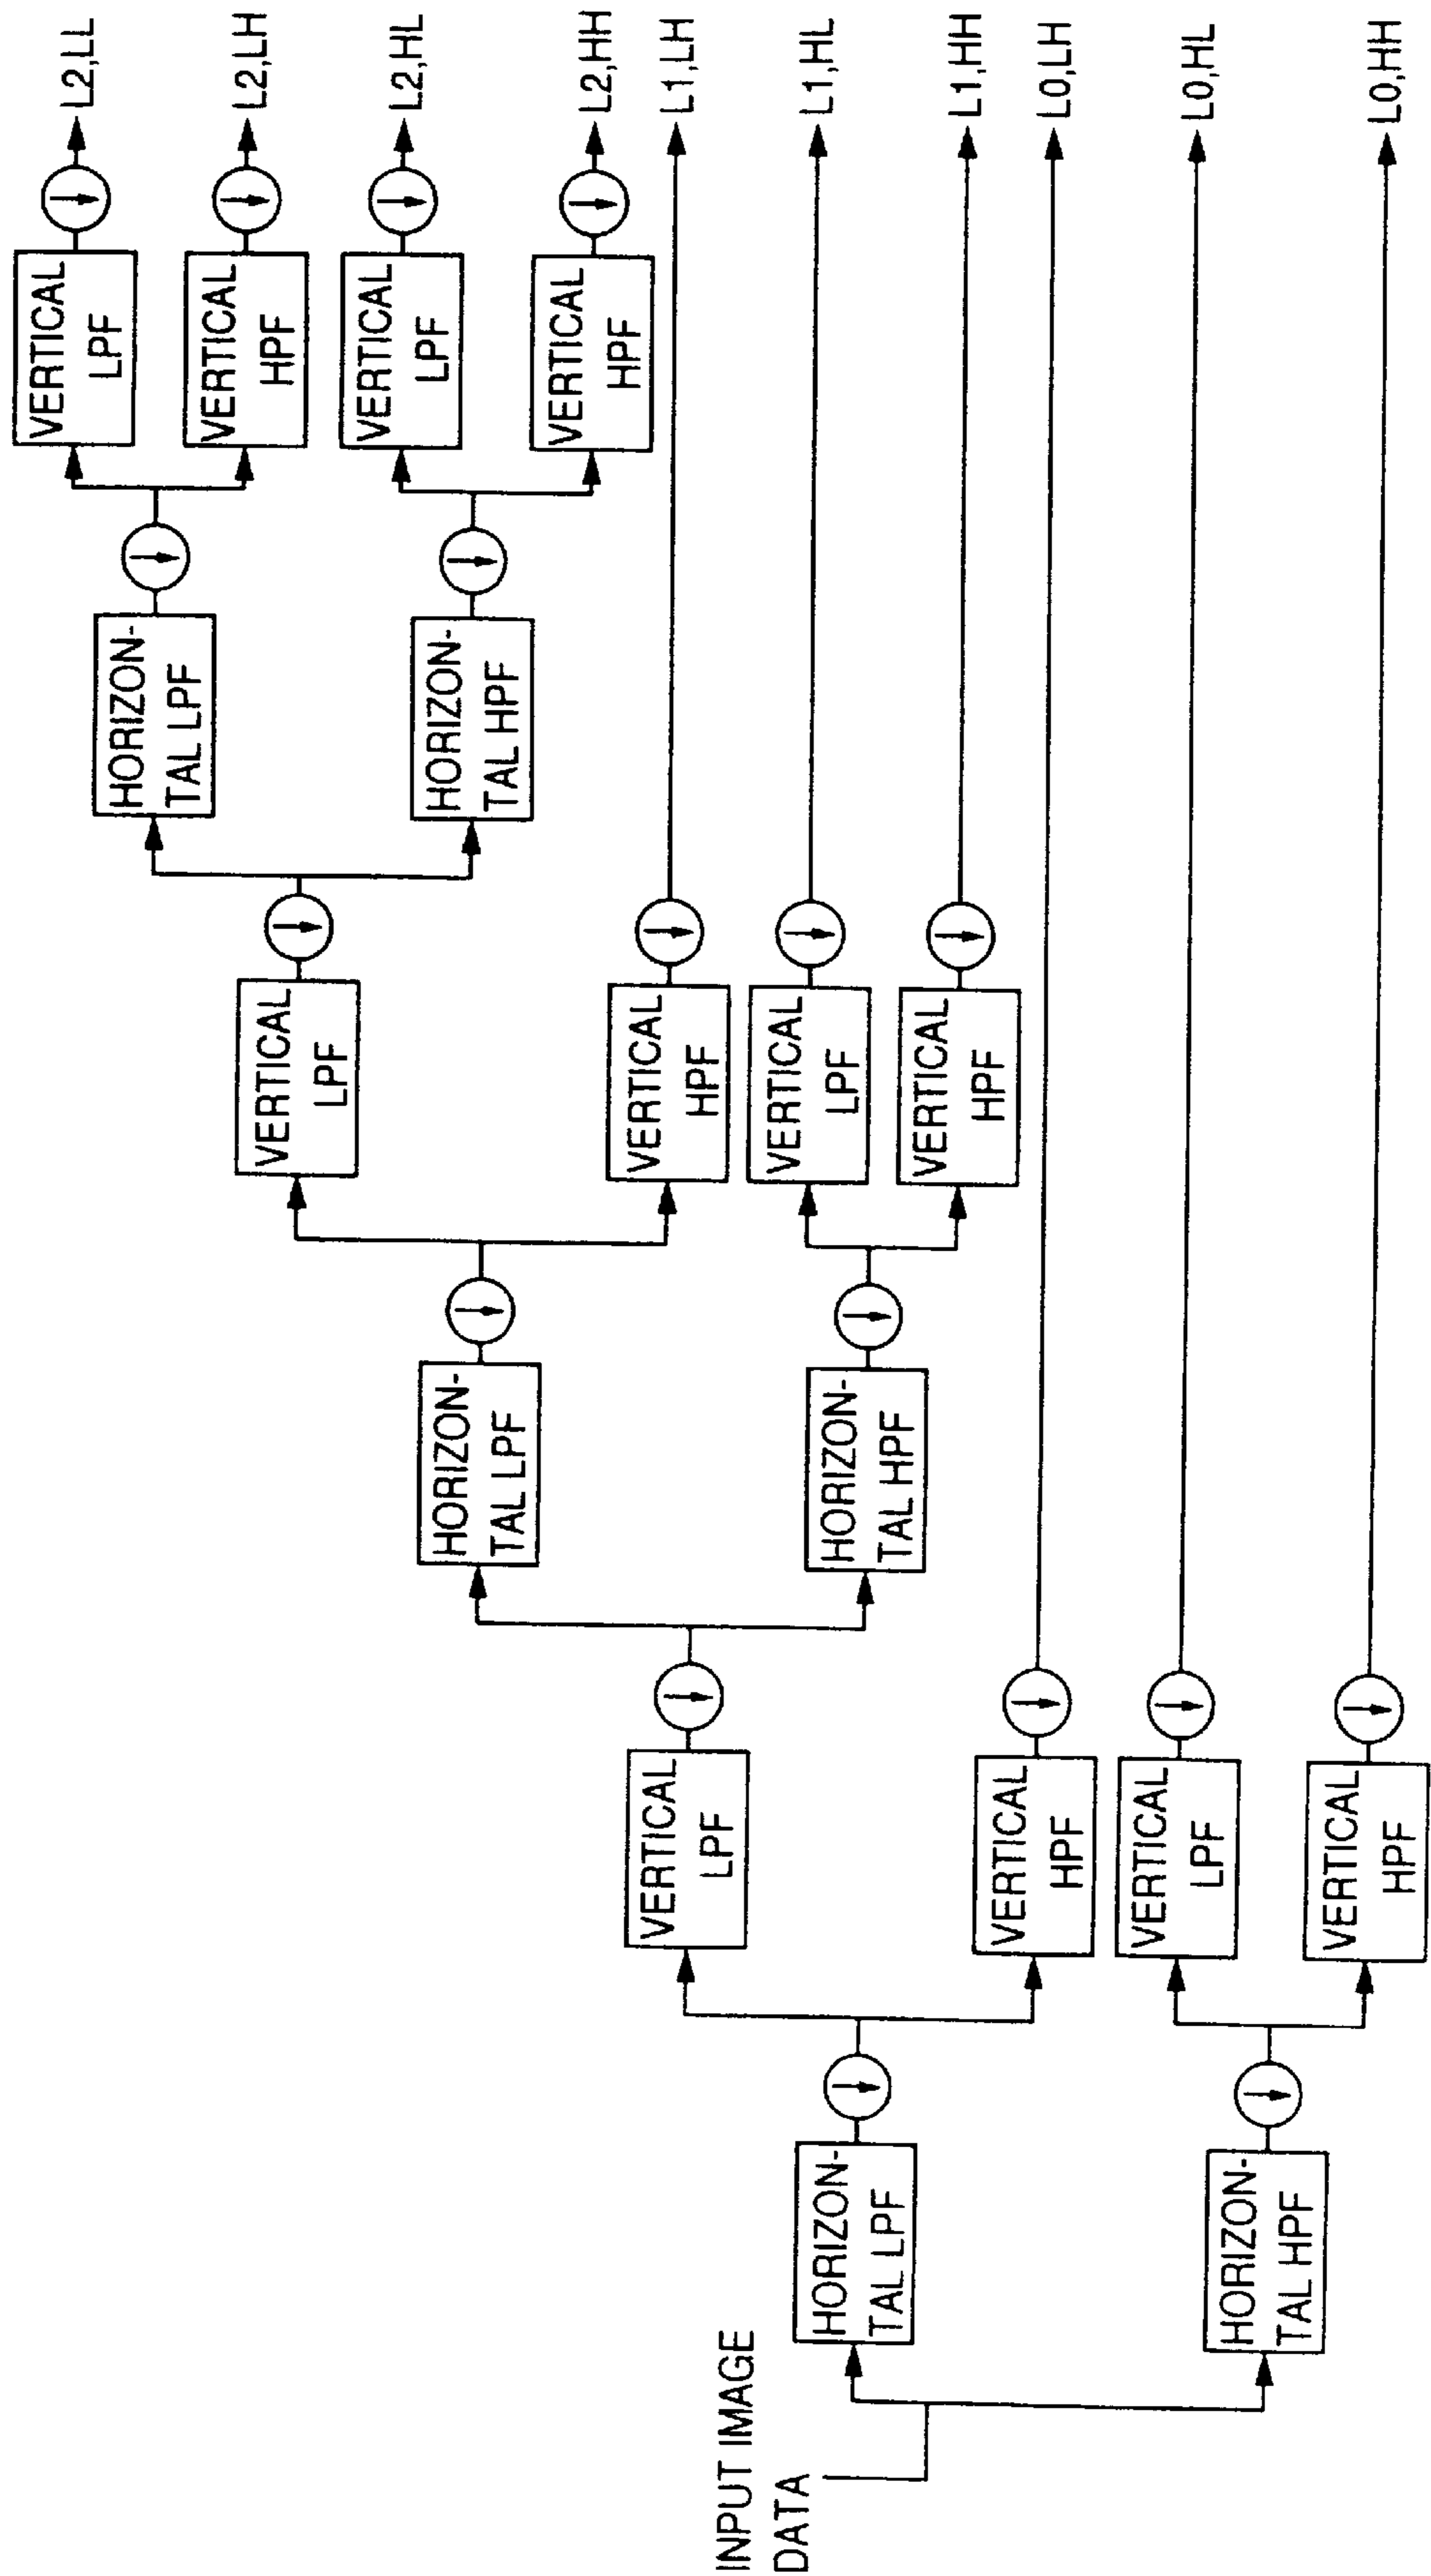 INPUT IMAGE
DATA
HORIZON-
TAL LPF
HORIZON-
TAL HPF
VERTICAL
LPF
VERTICAL
HPF
VERTICAL
LPF
VERTICAL
HPF
HORIZON-
TAL LPF
HORIZON-
TAL HPF
VERTICAL
LPF
VERTICAL
HPF
VERTICAL
LPF
VERTICAL
HPF
HORIZON-
TAL LPF
HORIZON-
TAL HPF
VERTICAL
LPF
VERTICAL
HPF
VERTICAL
LPF
VERTICAL
HPF
L2,LL
L2,LH
L2,HL
L2,HH
L1,LH
L1,HL
L1,HH
L0,LH
L0,HL
L0,HH